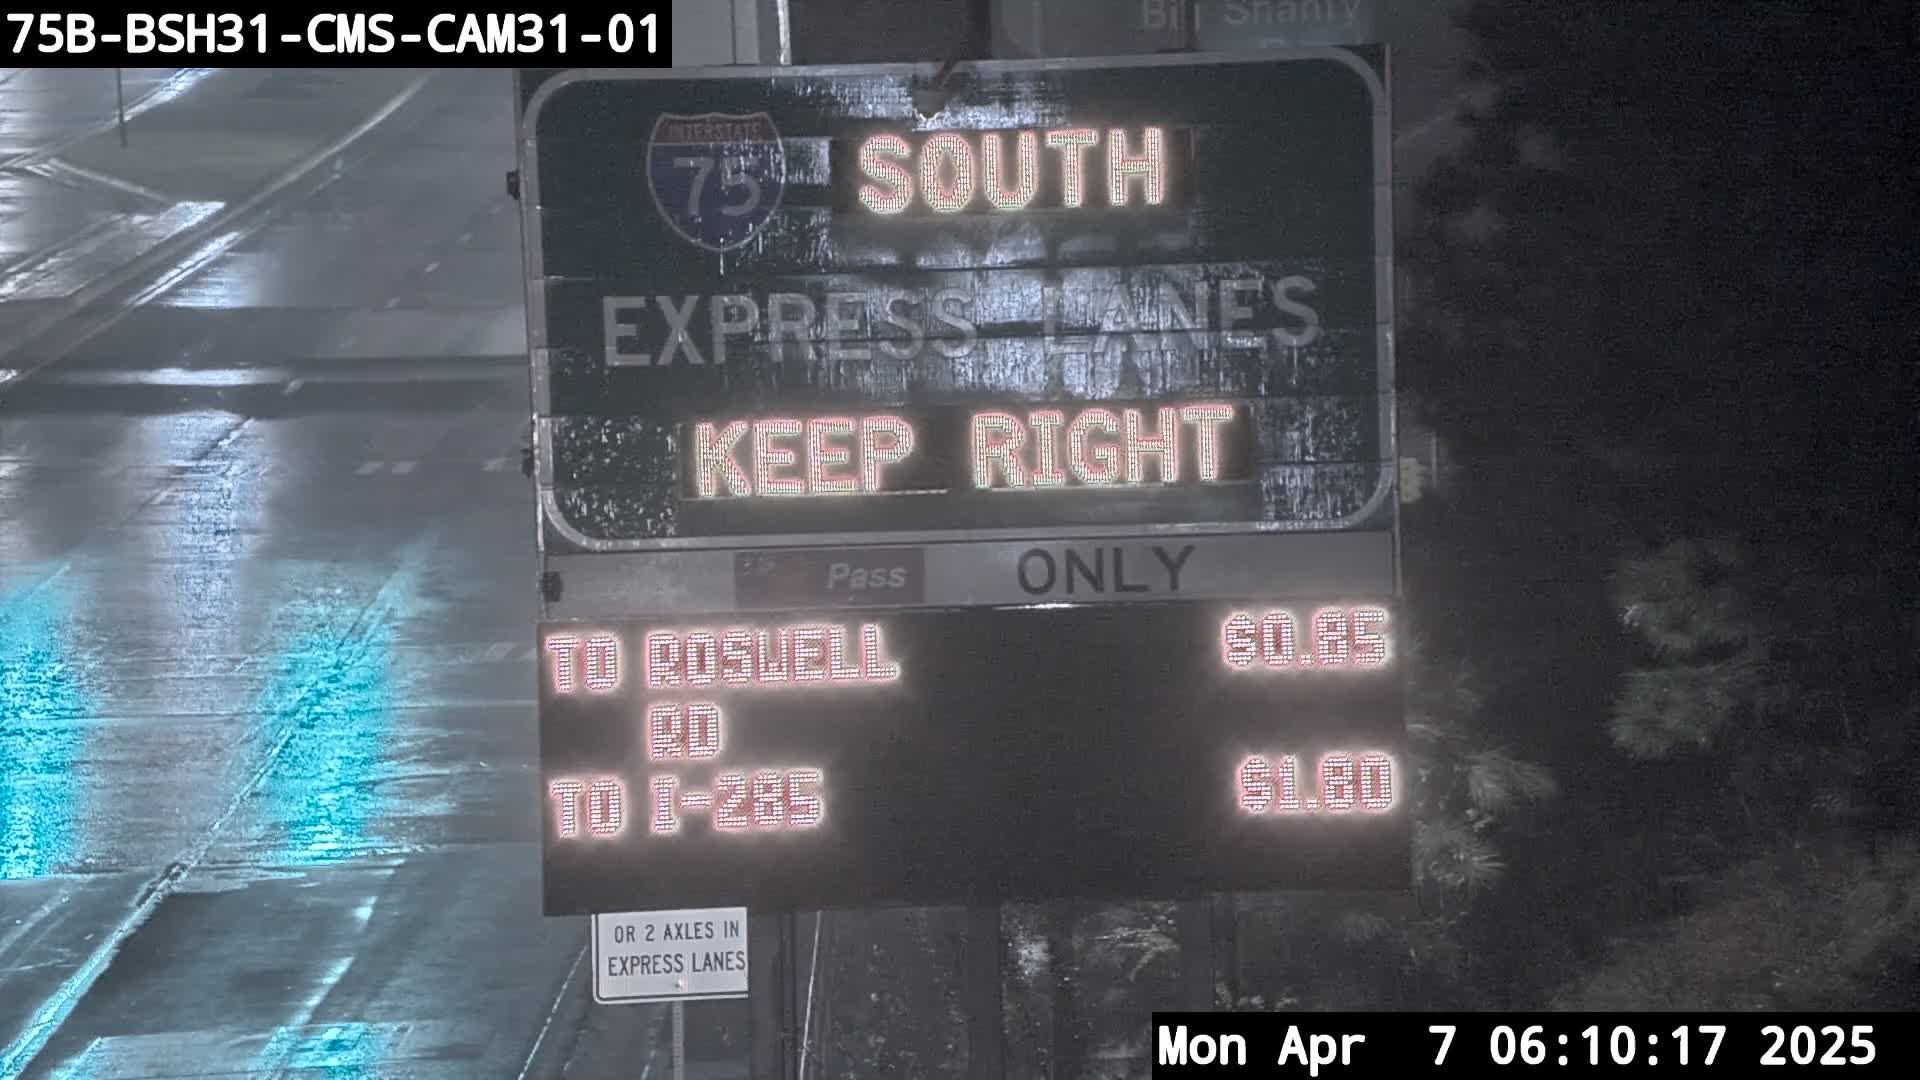 75B-BSH31-CMS-CAM31-01
Shanty
INTERSTATE
75
SOUTH
EXPRESS LANES
KEEP RIGHT
Pass ONLY
TO ROSWELL $0.85
RD
TO I-285 $1.80
OR 2 AXLES IN
EXPRESS LANES
Mon Apr 7 06:10:17 2025